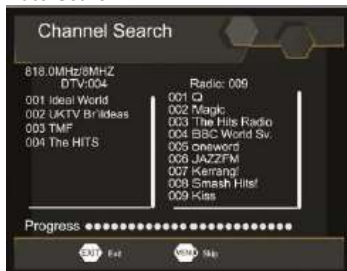 Channel Search
818.0MHz/8MHZ
DTV:004
001 Ideal World
002 UKTV Br'Ildeas
003 TMF
004 The HITS
Radio: 009
001 Q
002 Magic
003 The Hits Radio
004 BBC World Sv.
005 oneword
006 JAZZFM
007 Kerrang!
008 Smash Hits!
009 Kiss
Progress
EXIT Exit
MENU Skip